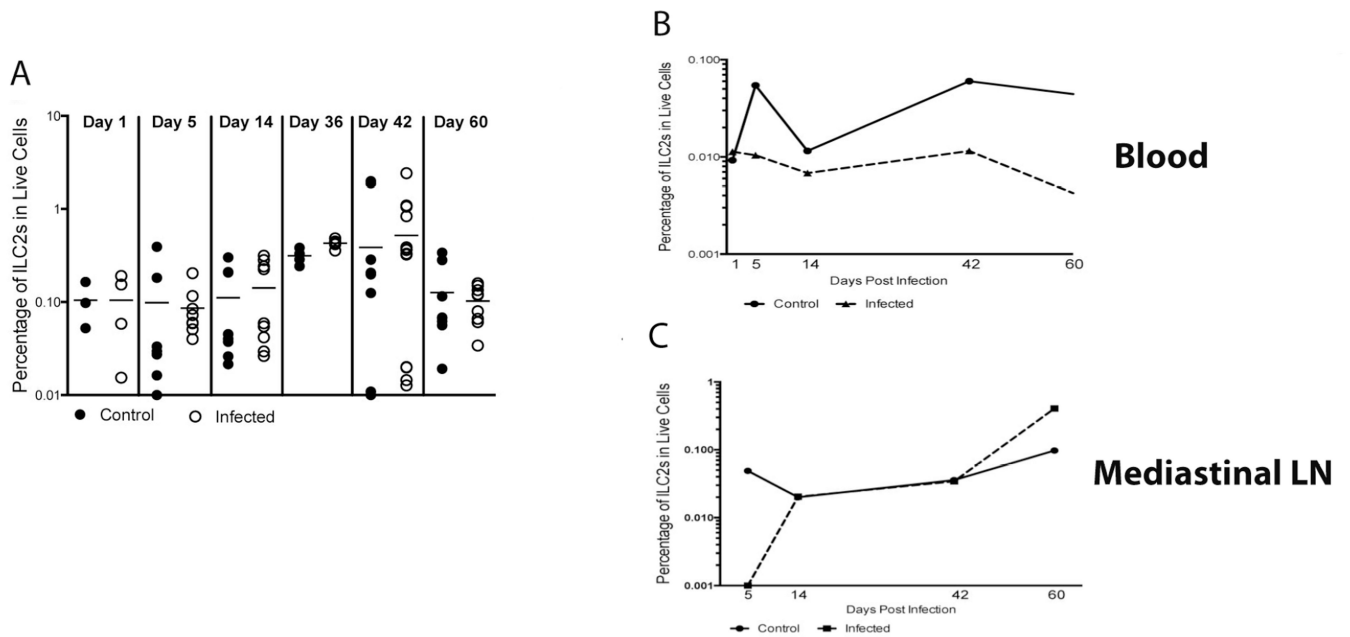 A
Percentage of ILC2s in Live Cells
Day 1 Day 5 Day 14 Day 36 Day 42 Day 60
10
1
0.10
0.01
Control Infected
B
Percentage of ILC2s in Live Cells
0.100
0.010
0.001
1 5 14 42 60
Days Post Infection
Control Infected
Blood
C
Percentage of ILC2s in Live Cells
1
0.100
0.010
0.001
5 14 42 60
Days Post Infection
Control Infected
Mediastinal LN